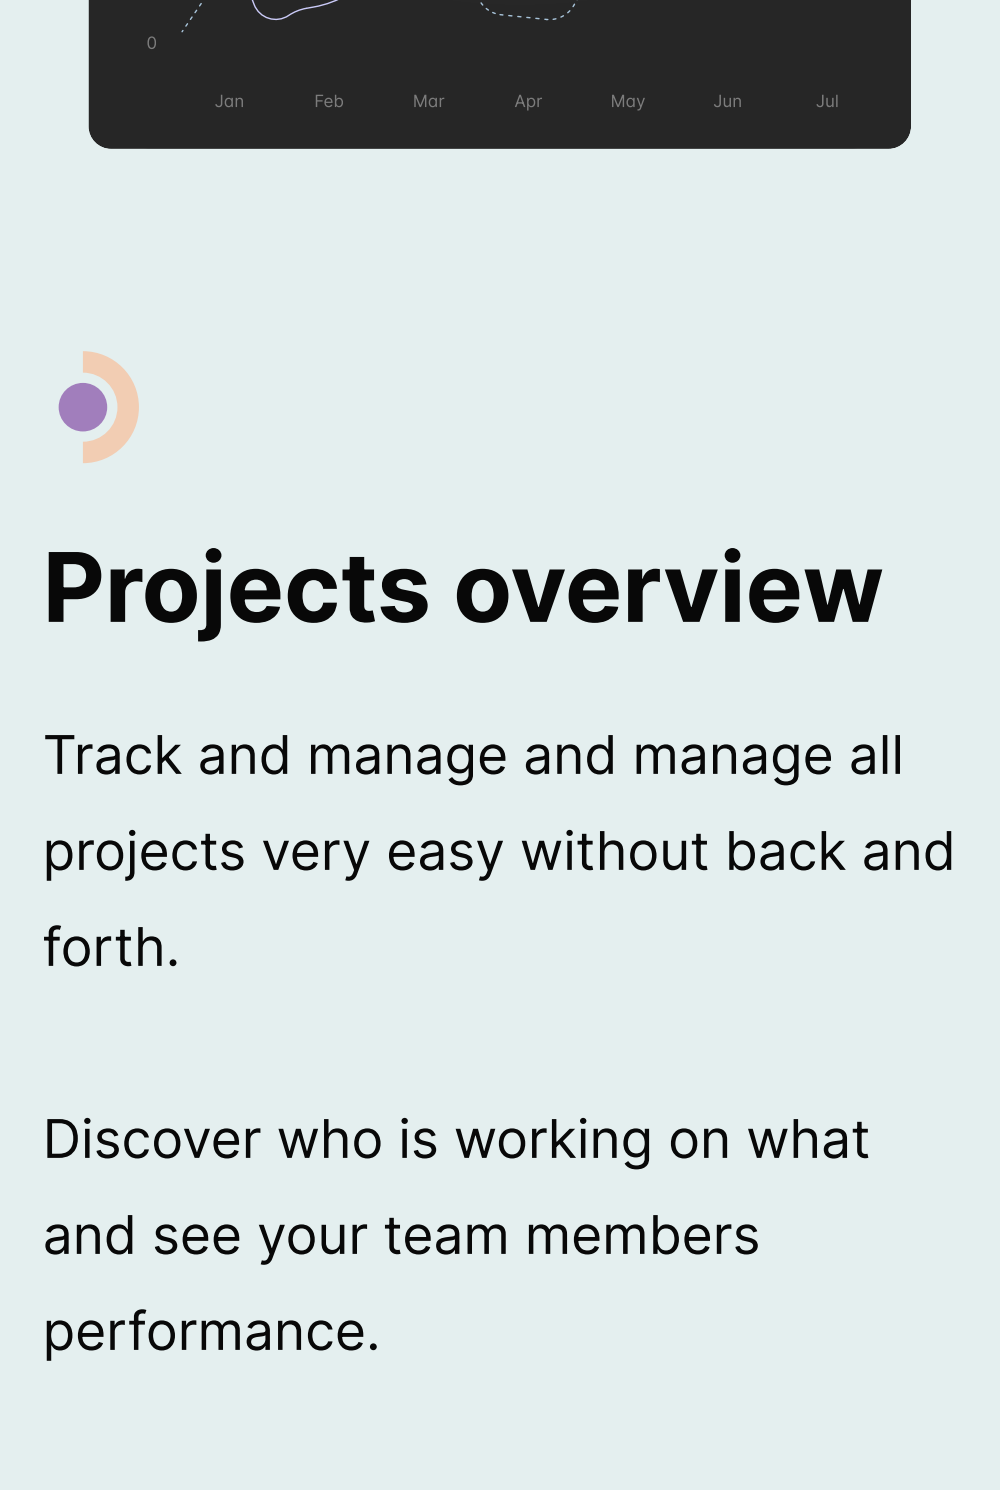 0
Jan Feb Mar Apr May Jun Jul
Projects overview
Track and manage and manage all
projects very easy without back and
forth.
Discover who is working on what
and see your team members
performance.